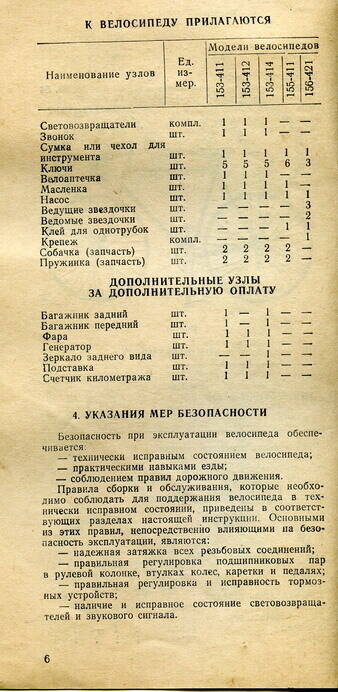 К ВЕЛОСИПЕДУ ПРИЛАГАЮТСЯ
Наименование узлов
Ед. из-мер.
Модели велосипедов
153-411
153-412
153-414
155-411
156-421
Световозвращатели компл. 1 1 1 — —
Звонок шт. 1 1 1 — —
Сумка или чехол для
инструмента шт. 1 1 1 1 1
Ключи шт. 5 5 5 6 3
Велоаптечка шт. 1 1 1 — —
Масленка шт. 1 1 1 1 —
Насос шт. 1 1 1 1 1
Ведущие звездочки шт. — — — — 3
Ведомые звездочки шт. — — — — 2
Клей для однотрубок шт. — — — 1 1
Крепеж компл. — — — — 1
Собачка (запчасть) шт. 2 2 2 2 —
Пружинка (запчасть) шт. 2 2 2 2 —
ДОПОЛНИТЕЛЬНЫЕ УЗЛЫ
ЗА ДОПОЛНИТЕЛЬНУЮ ОПЛАТУ
Багажник задний шт. 1 — 1 — —
Багажник передний шт. 1 — 1 — —
Фара шт. 1 1 1 — —
Генератор шт. 1 1 1 — —
Зеркало заднего вида шт. — — 1 — —
Подставка шт. 1 1 1 — —
Счетчик километража шт. 1 1 1 — —
4. УКАЗАНИЯ МЕР БЕЗОПАСНОСТИ
Безопасность при эксплуатации велосипеда обеспе-
чивается:
— технически исправным состоянием велосипеда;
— практическими навыками езды;
— соблюдением правил дорожного движения.
Правила сборки и обслуживания, которые необхо-
димо соблюдать для поддержания велосипеда в тех-
нически исправном состоянии, приведены в соответст-
вующих разделах настоящей инструкции. Основными
из этих правил, непосредственно влияющими на безо-
пасность эксплуатации, являются:
— надежная затяжка всех резьбовых соединений;
— правильная регулировка подшипниковых пар
в рулевой колонке, втулках колес, каретки и педалях;
— правильная регулировка и исправность тормоз-
ных устройств;
— наличие и исправное состояние световозвраща-
телей и звукового сигнала.
6